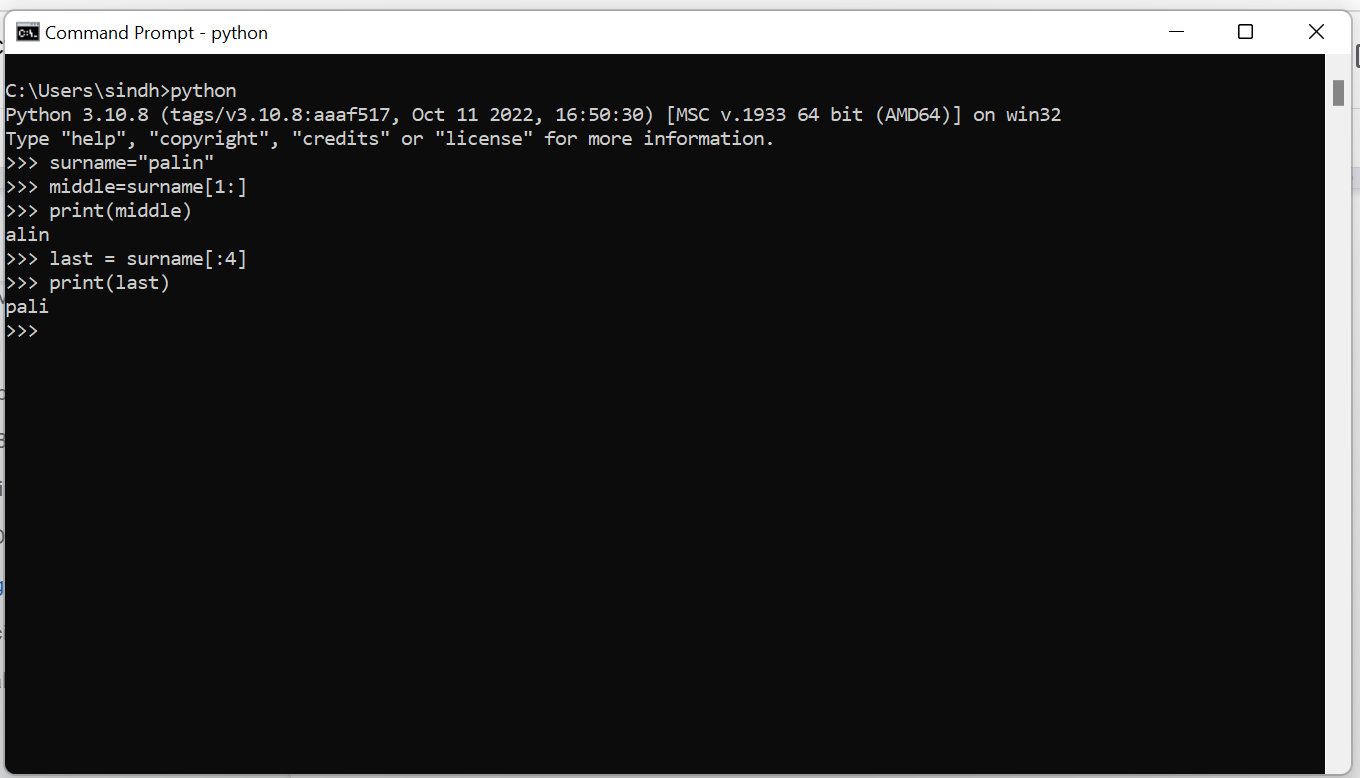 Command Prompt - python
C:\Users\sindh>python
Python 3.10.8 (tags/v3.10.8:aaaf517, Oct 11 2022, 16:50:30) [MSC v.1933 64 bit (AMD64)] on win32
Type "help", "copyright", "credits" or "license" for more information.
>>> surname="palin"
>>> middle=surname[1:]
>>> print(middle)
alin
>>> last = surname[:4]
>>> print(last)
pali
>>>